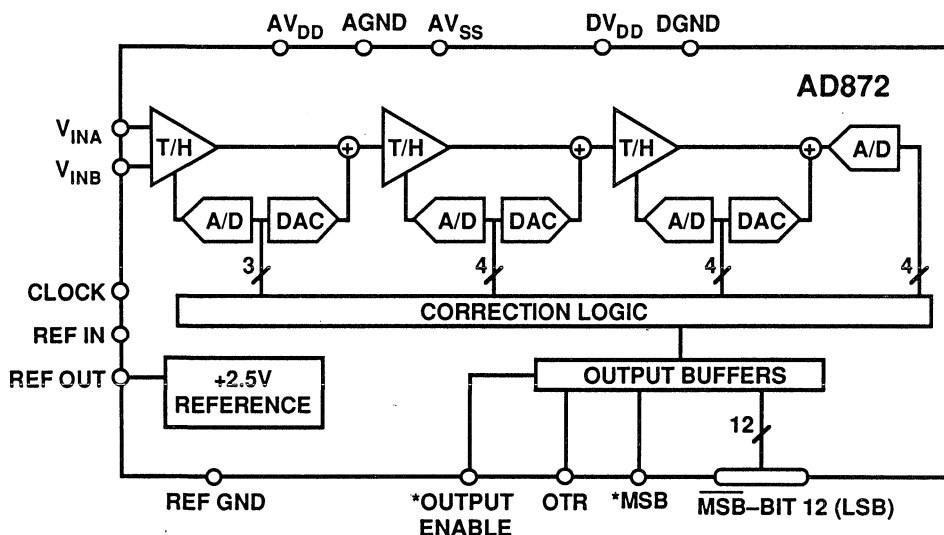 AVDD AGND AVSS DVDD DGND
AD872
VINA
VINB
T/H
T/H
T/H
A/D
A/D DAC
A/D DAC
A/D DAC
3
4
4
4
CLOCK
CORRECTION LOGIC
REF IN
REF OUT
+2.5V
REFERENCE
OUTPUT BUFFERS
12
REF GND
*OUTPUT
ENABLE
OTR
*MSB
M̅S̅B̅–BIT 12 (LSB)